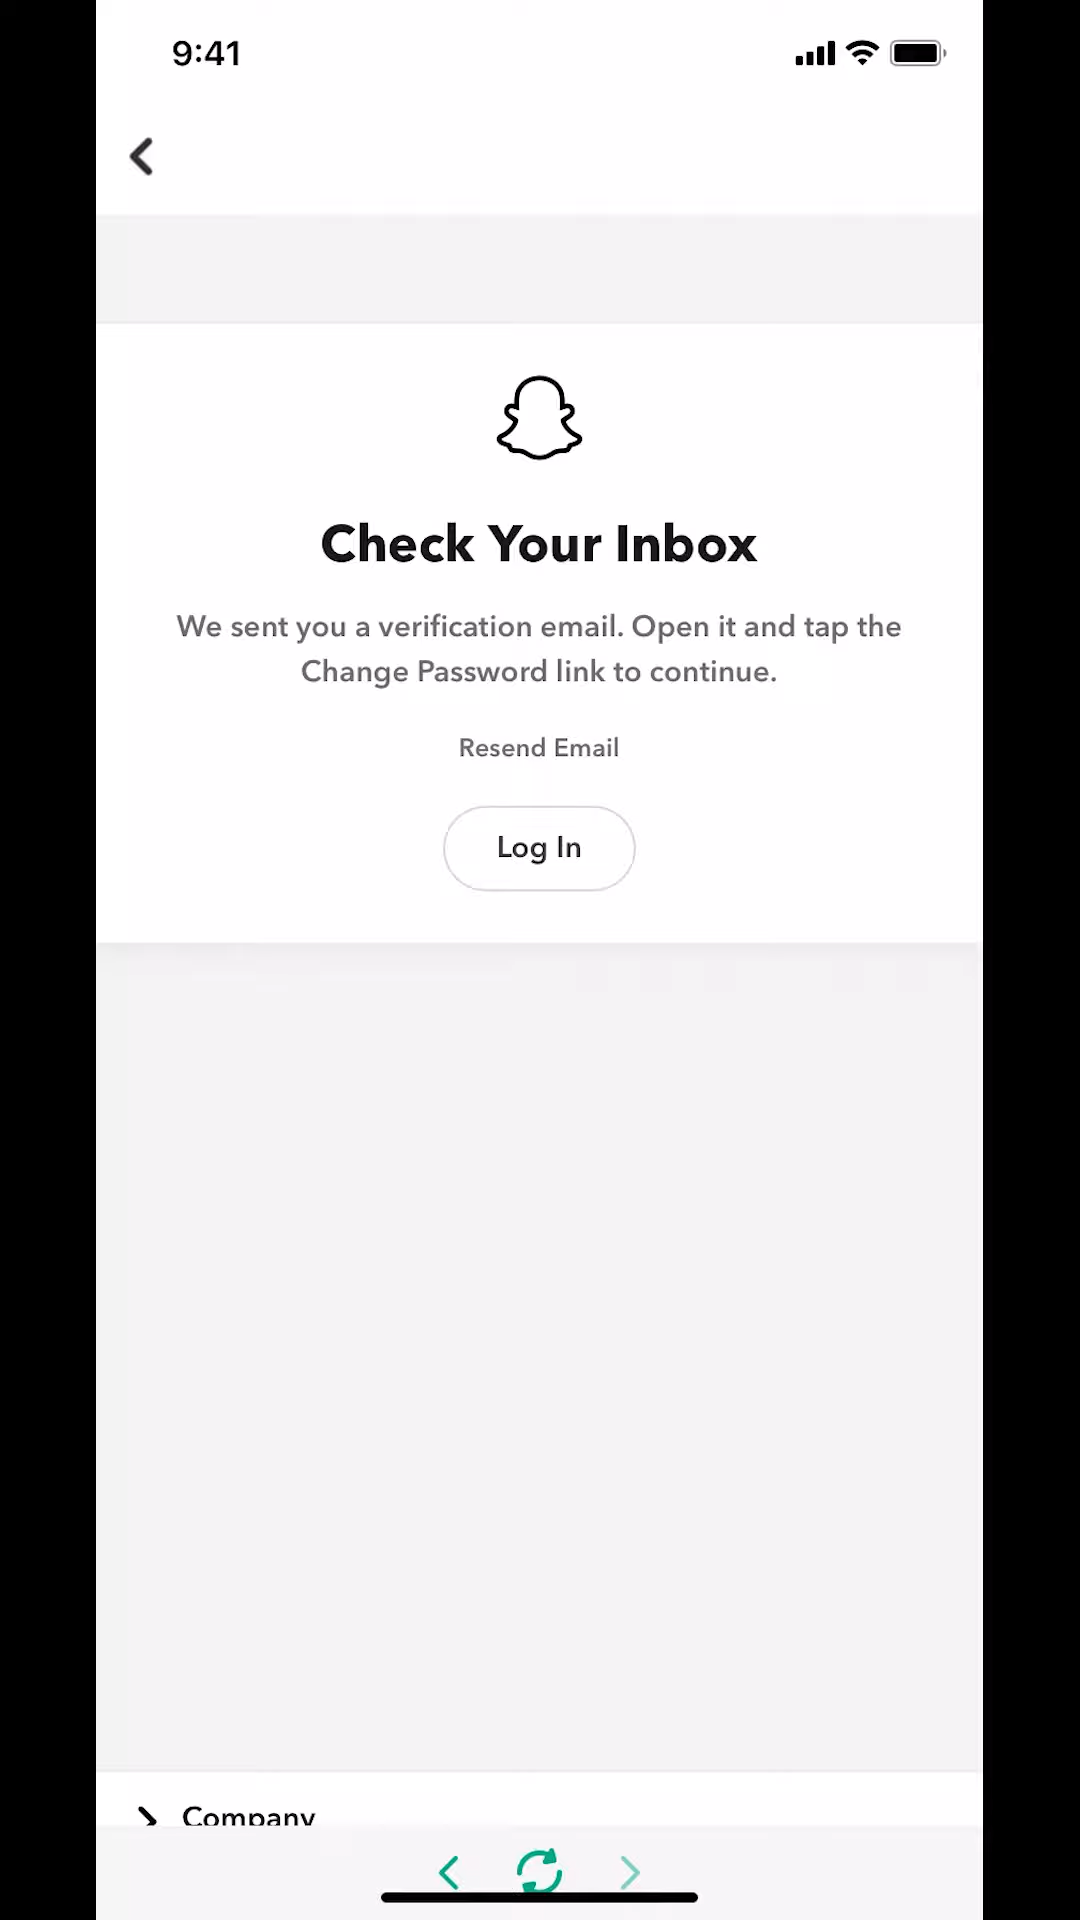 9:41
Check Your Inbox
We sent you a verification email. Open it and tap the
Change Password link to continue.
Resend Email
Log In
Company